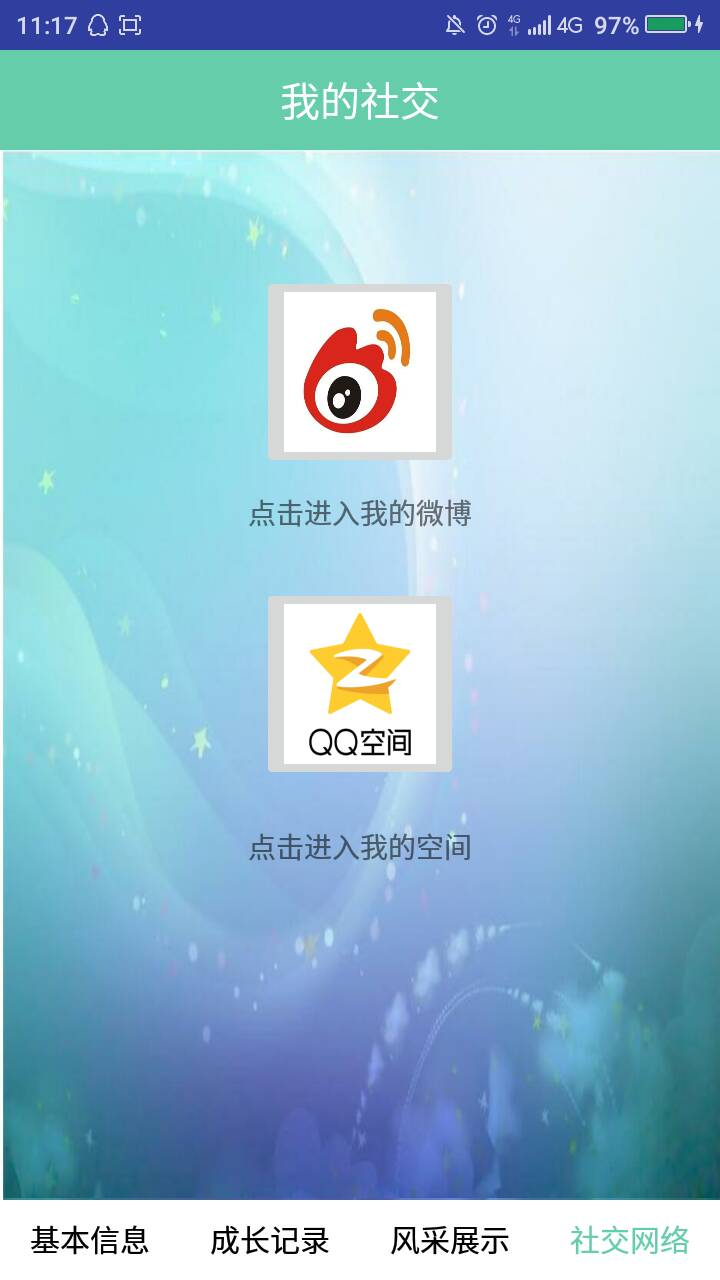 11:17 4G 4G 97%
我的社交
点击进入我的微博
QQ空间
点击进入我的空间
基本信息 成长记录 风采展示 社交网络